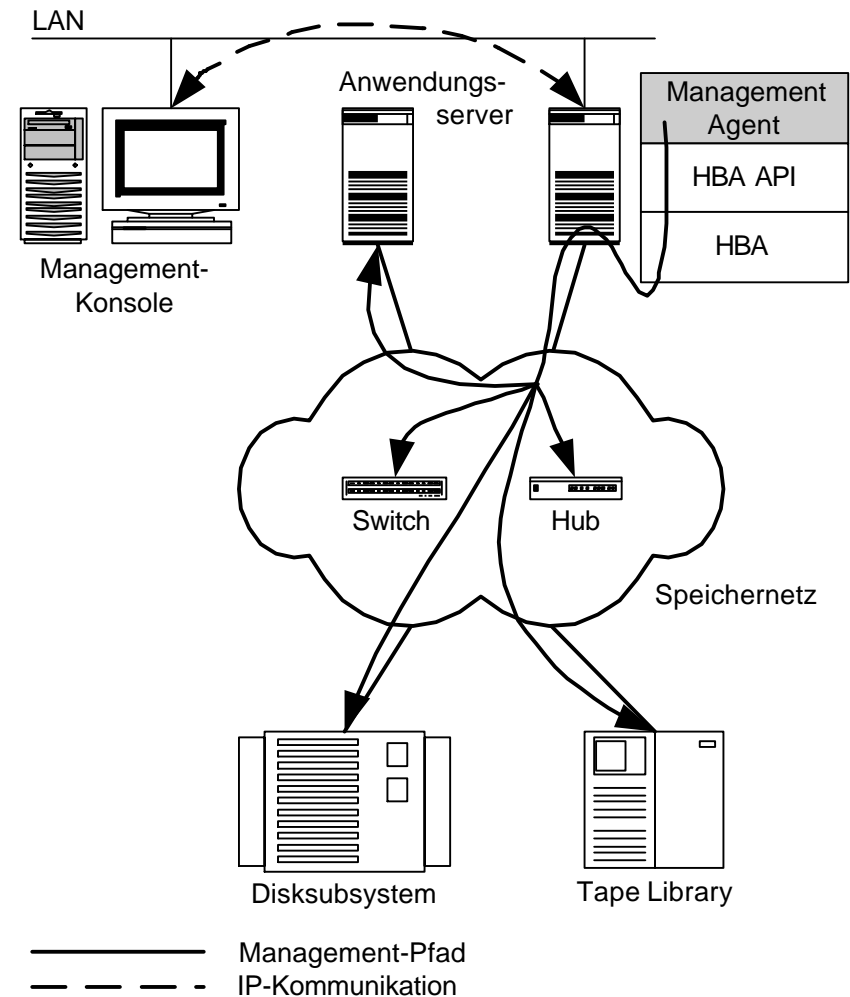 LAN
Anwendungs-
server
Management
Agent
HBA API
HBA
Management-
Konsole
Switch
Hub
Speichernetz
Disksubsystem
Tape Library
Management-Pfad
IP-Kommunikation